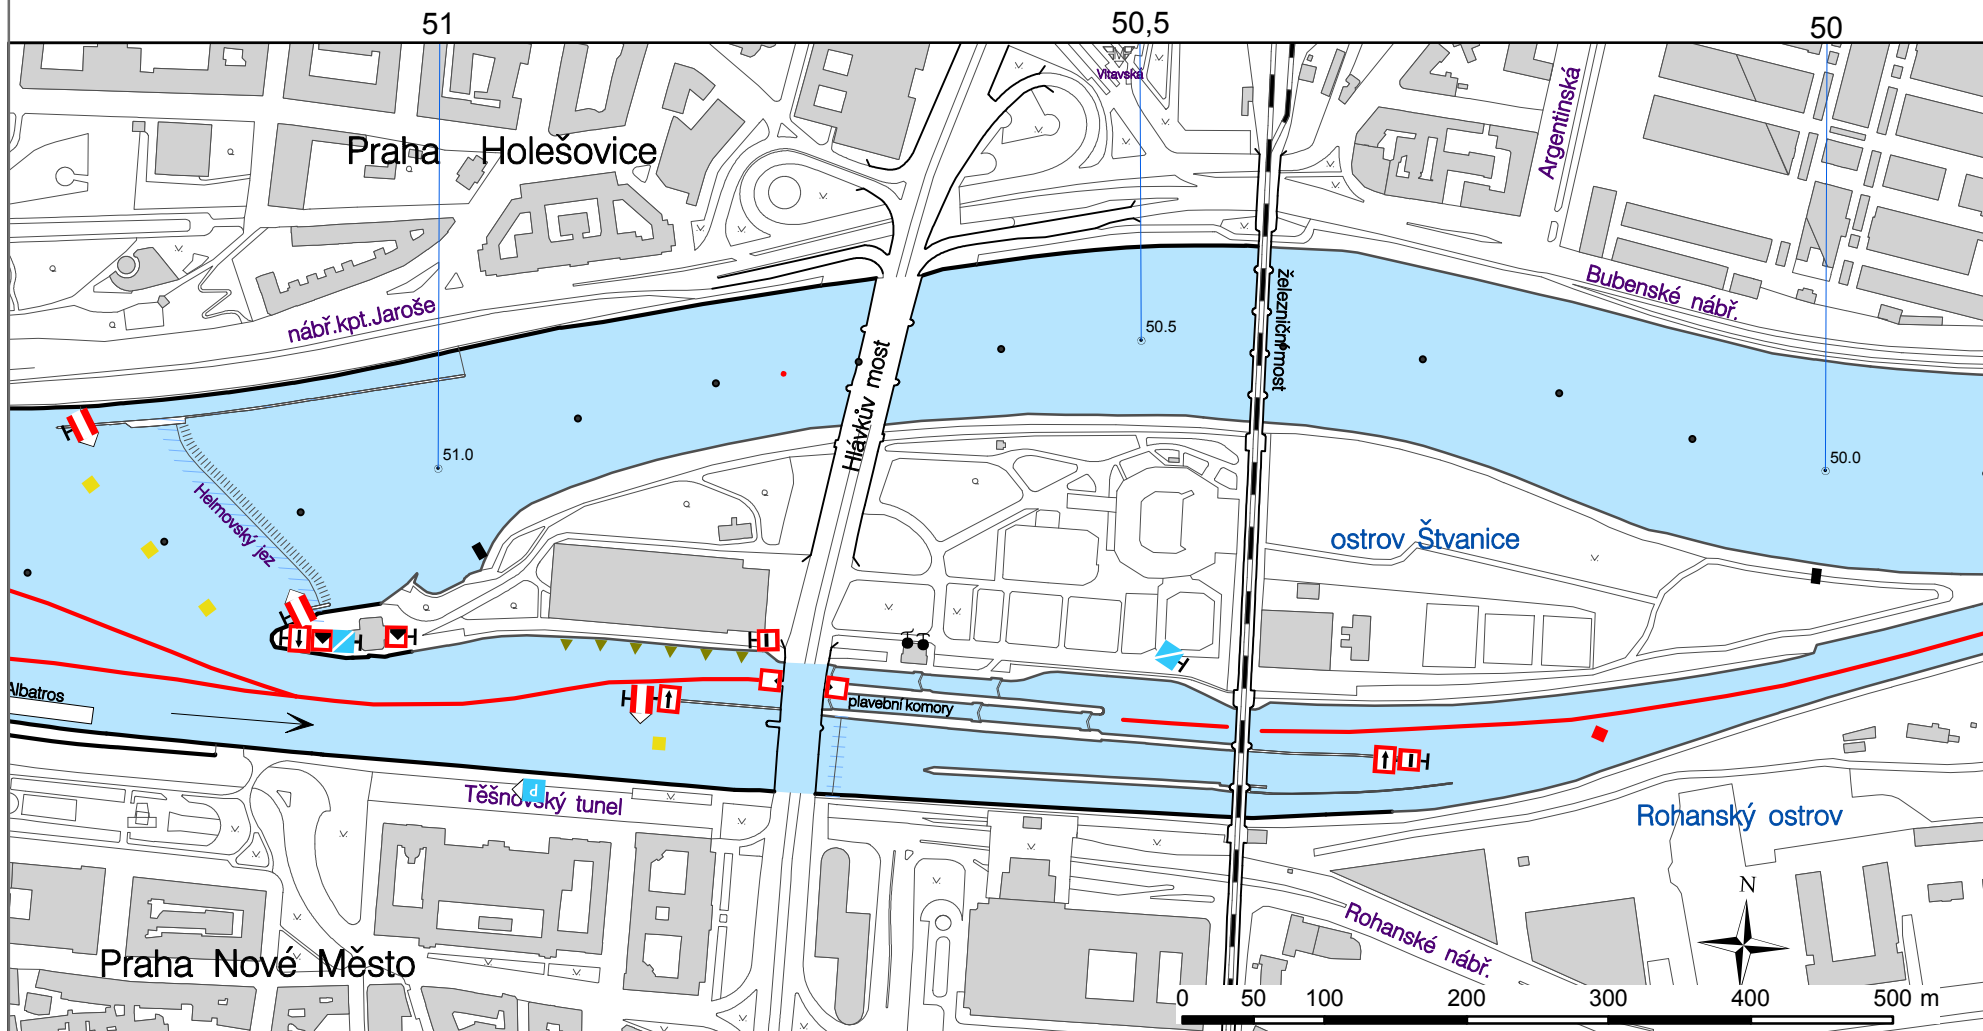 51
50,5
50
Vltavská
Argentinská
Praha Holešovice
Bubenské nábř.
nábř.kpt.Jaroše
železniční most
50.5
Hlávkův most
51.0
50.0
Helmovský jez
ostrov Štvanice
Albatros
plavební komory
P
Těšnovský tunel
Rohanský ostrov
N
Rohanské nábř.
Praha Nové Město
0 50 100 200 300 400 500 m